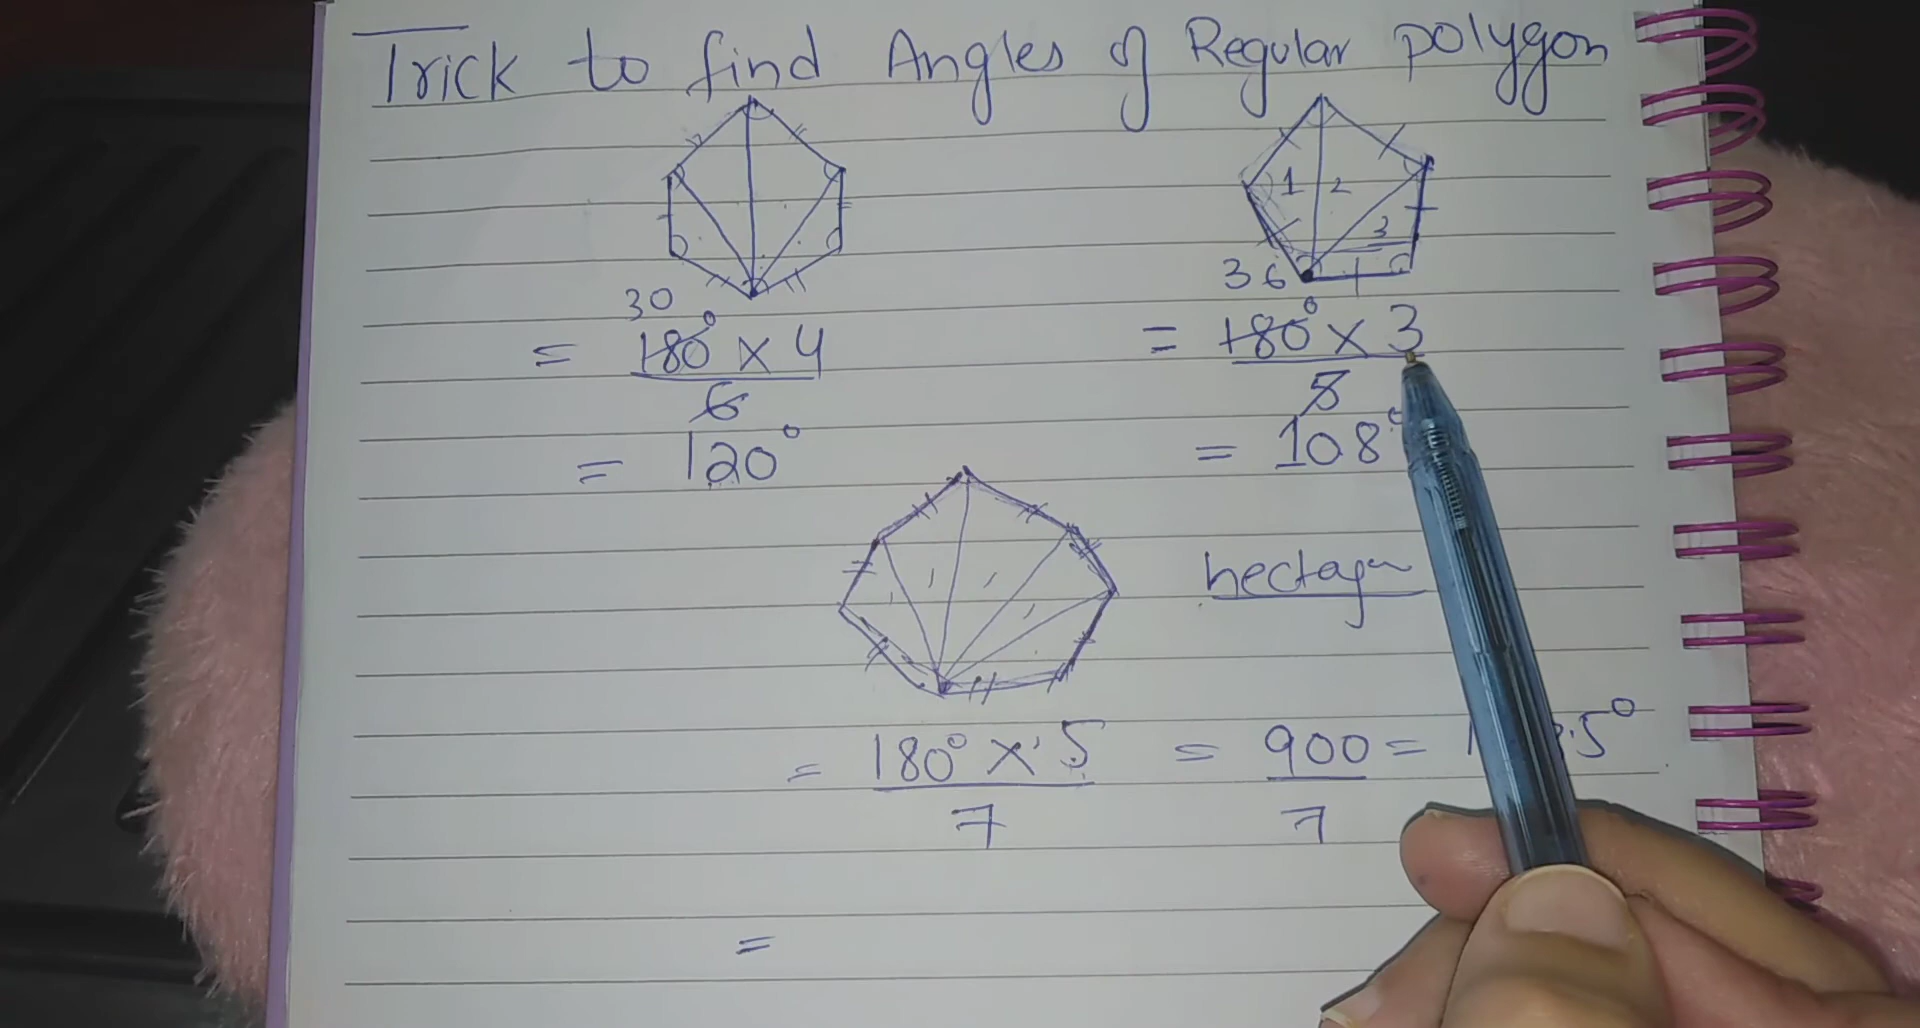 Trick to find Angles of Regular polygon
1 2 3
30
= 180° × 4 / 6
= 120°
36
= 180° × 3 / 5
= 108°
hectagon
= 180° × 5 / 7 = 900 / 7 =
=